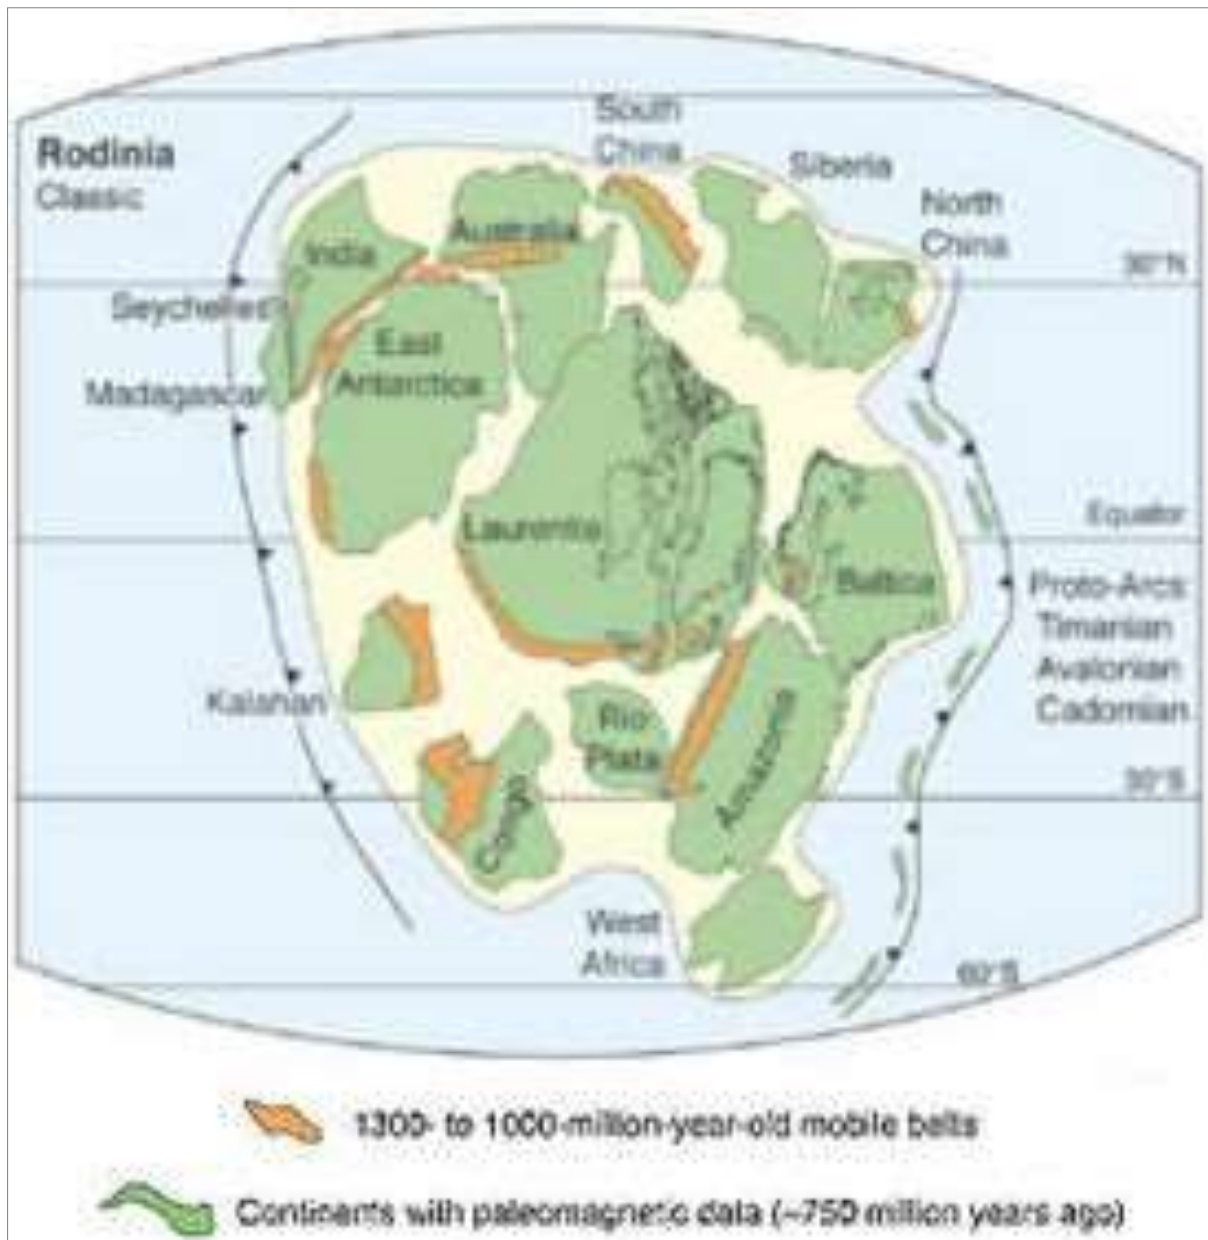 Rodinia
Classic
South
China
Siberia
North
China
Australia
India
30°N
Seychelles
East
Antarctica
Madagascar
Laurentia
Equator
Baltica
Proto-Arcs
Timanian
Avalonian
Cadomian
Kalahari
Rio
Plata
Amazonia
30°S
Congo
West
Africa
60°S
1300- to 1000-million-year-old mobile belts
Continents with paleomagnetic data (~750 million years ago)